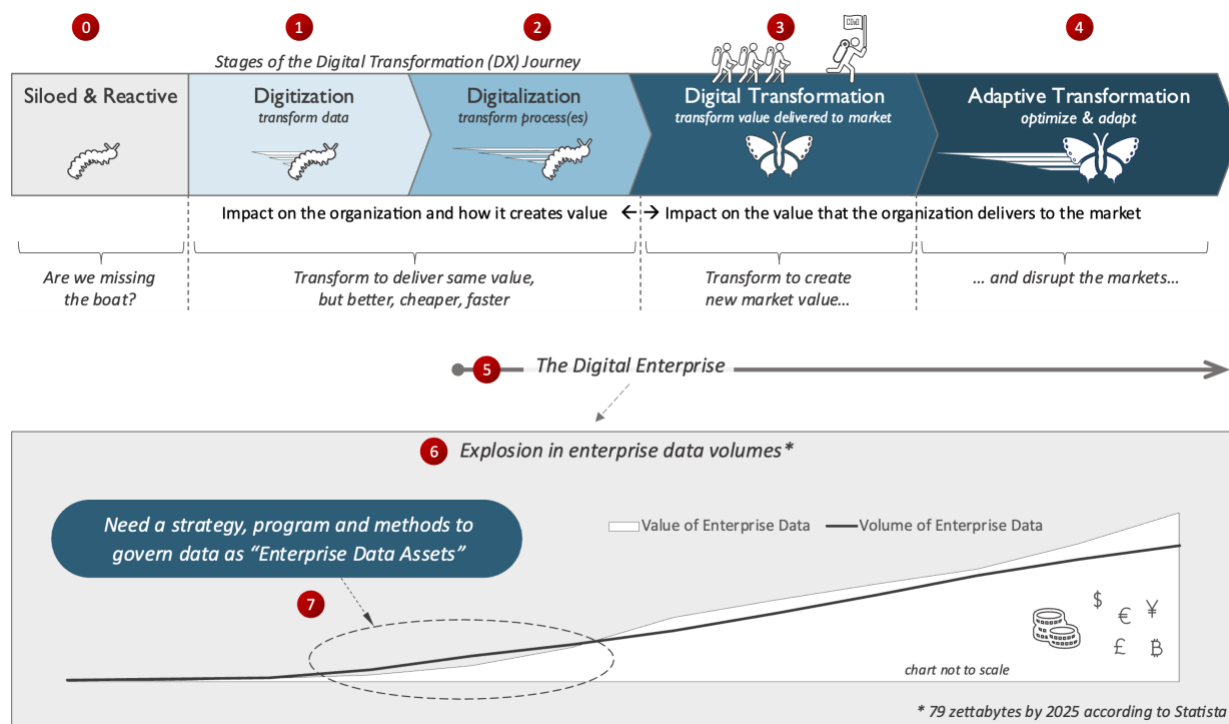 0
1
2
3
4
Stages of the Digital Transformation (DX) Journey
Siloed & Reactive
Digitization
transform data
Digitalization
transform process(es)
Digital Transformation
transform value delivered to market
Adaptive Transformation
optimize & adapt
Impact on the organization and how it creates value
Impact on the value that the organization delivers to the market
Are we missing
the boat?
Transform to deliver same value,
but better, cheaper, faster
Transform to create
new market value...
... and disrupt the markets...
5
The Digital Enterprise
6
Explosion in enterprise data volumes*
Need a strategy, program and methods to
govern data as “Enterprise Data Assets”
Value of Enterprise Data
Volume of Enterprise Data
7
$
€
¥
£
₿
chart not to scale
* 79 zettabytes by 2025 according to Statista